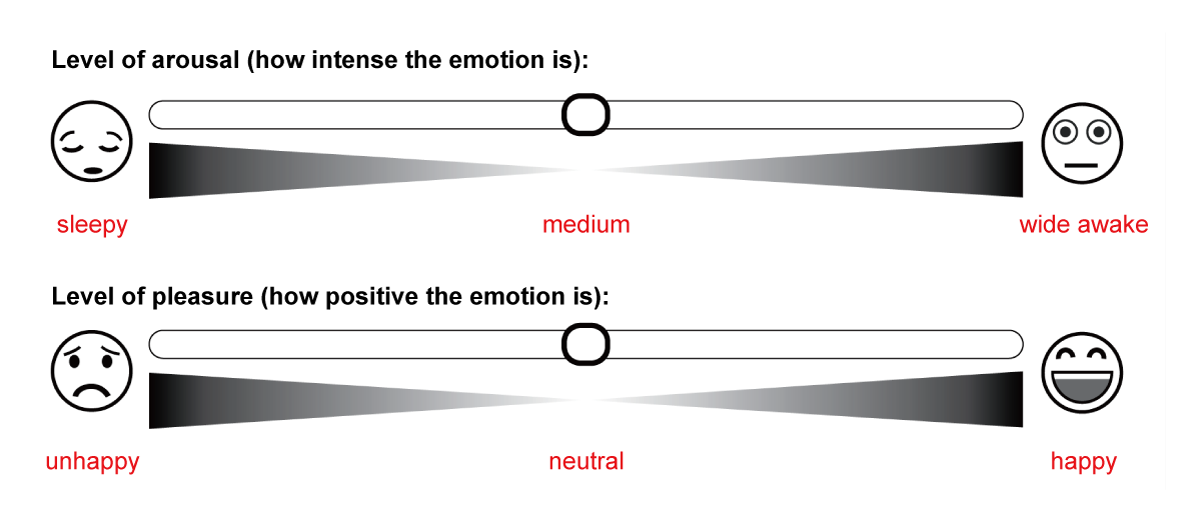 Level of arousal (how intense the emotion is):
sleepy medium wide awake
Level of pleasure (how positive the emotion is):
unhappy neutral happy